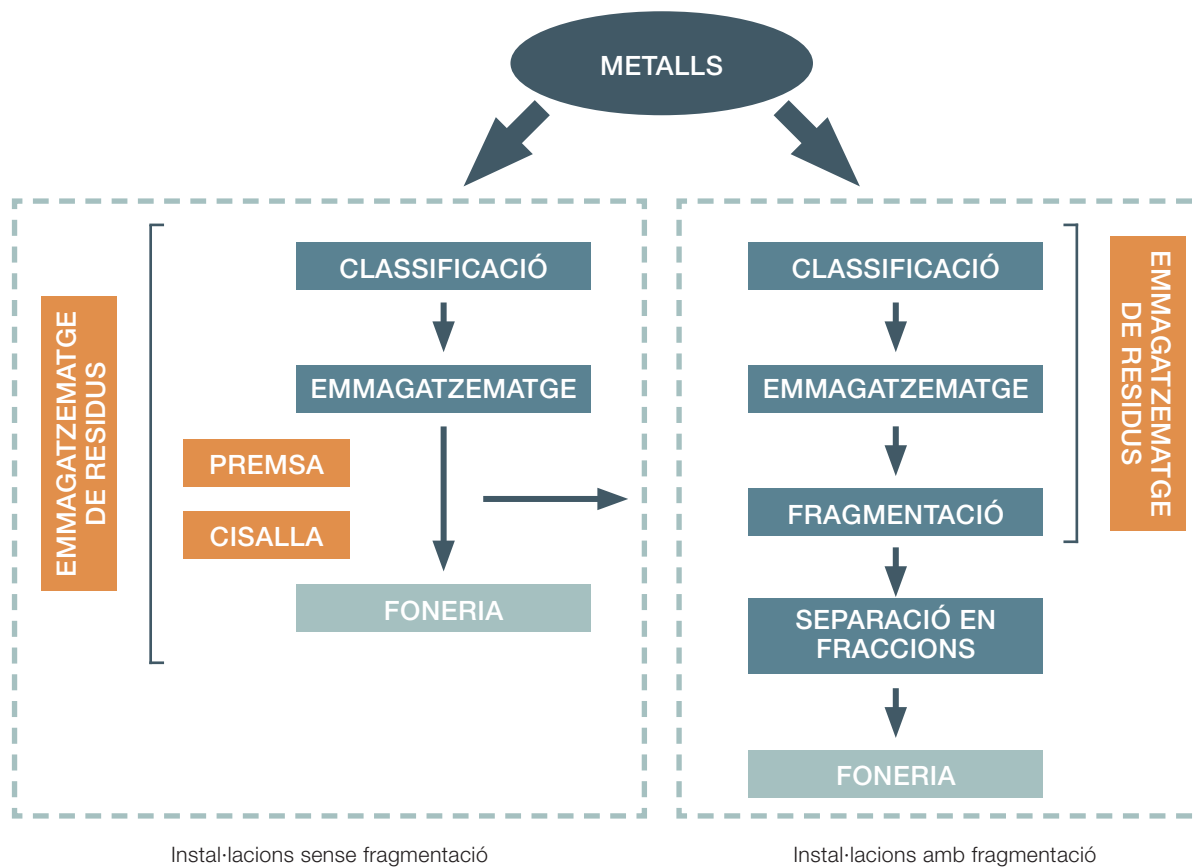 METALLS
EMMAGATZEMATGE
DE RESIDUS
CLASSIFICACIÓ
EMMAGATZEMATGE
PREMSA
CISALLA
FONERIA
Instal·lacions sense fragmentació
CLASSIFICACIÓ
EMMAGATZEMATGE
FRAGMENTACIÓ
SEPARACIÓ EN
FRACCIONS
FONERIA
EMMAGATZEMATGE
DE RESIDUS
Instal·lacions amb fragmentació